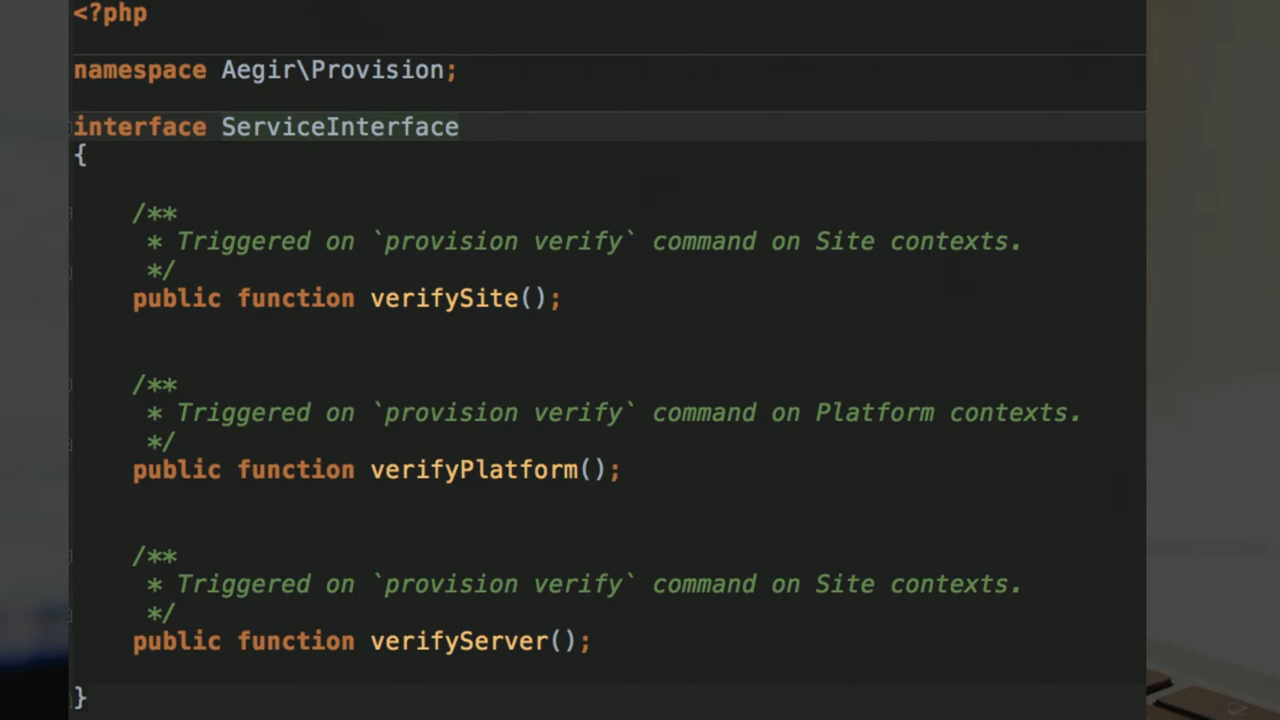 <?php
namespace Aegir\Provision;
interface ServiceInterface
{
/**
* Triggered on `provision verify` command on Site contexts.
*/
public function verifySite();
/**
* Triggered on `provision verify` command on Platform contexts.
*/
public function verifyPlatform();
/**
* Triggered on `provision verify` command on Site contexts.
*/
public function verifyServer();
}